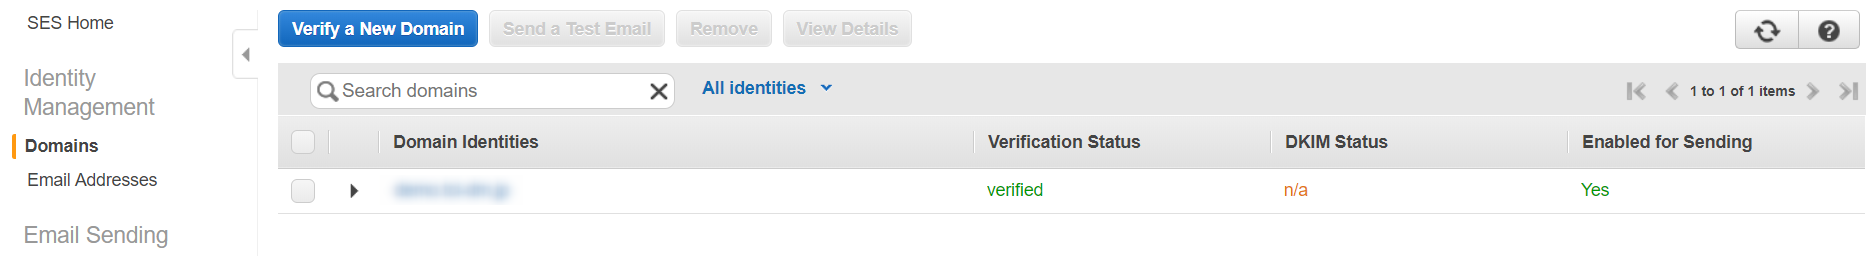 SES Home
Identity
Management
Domains
Email Addresses
Email Sending
Verify a New Domain
Send a Test Email
Remove
View Details
Search domains
All identities
1 to 1 of 1 items
Domain Identities
Verification Status
DKIM Status
Enabled for Sending
verified
n/a
Yes